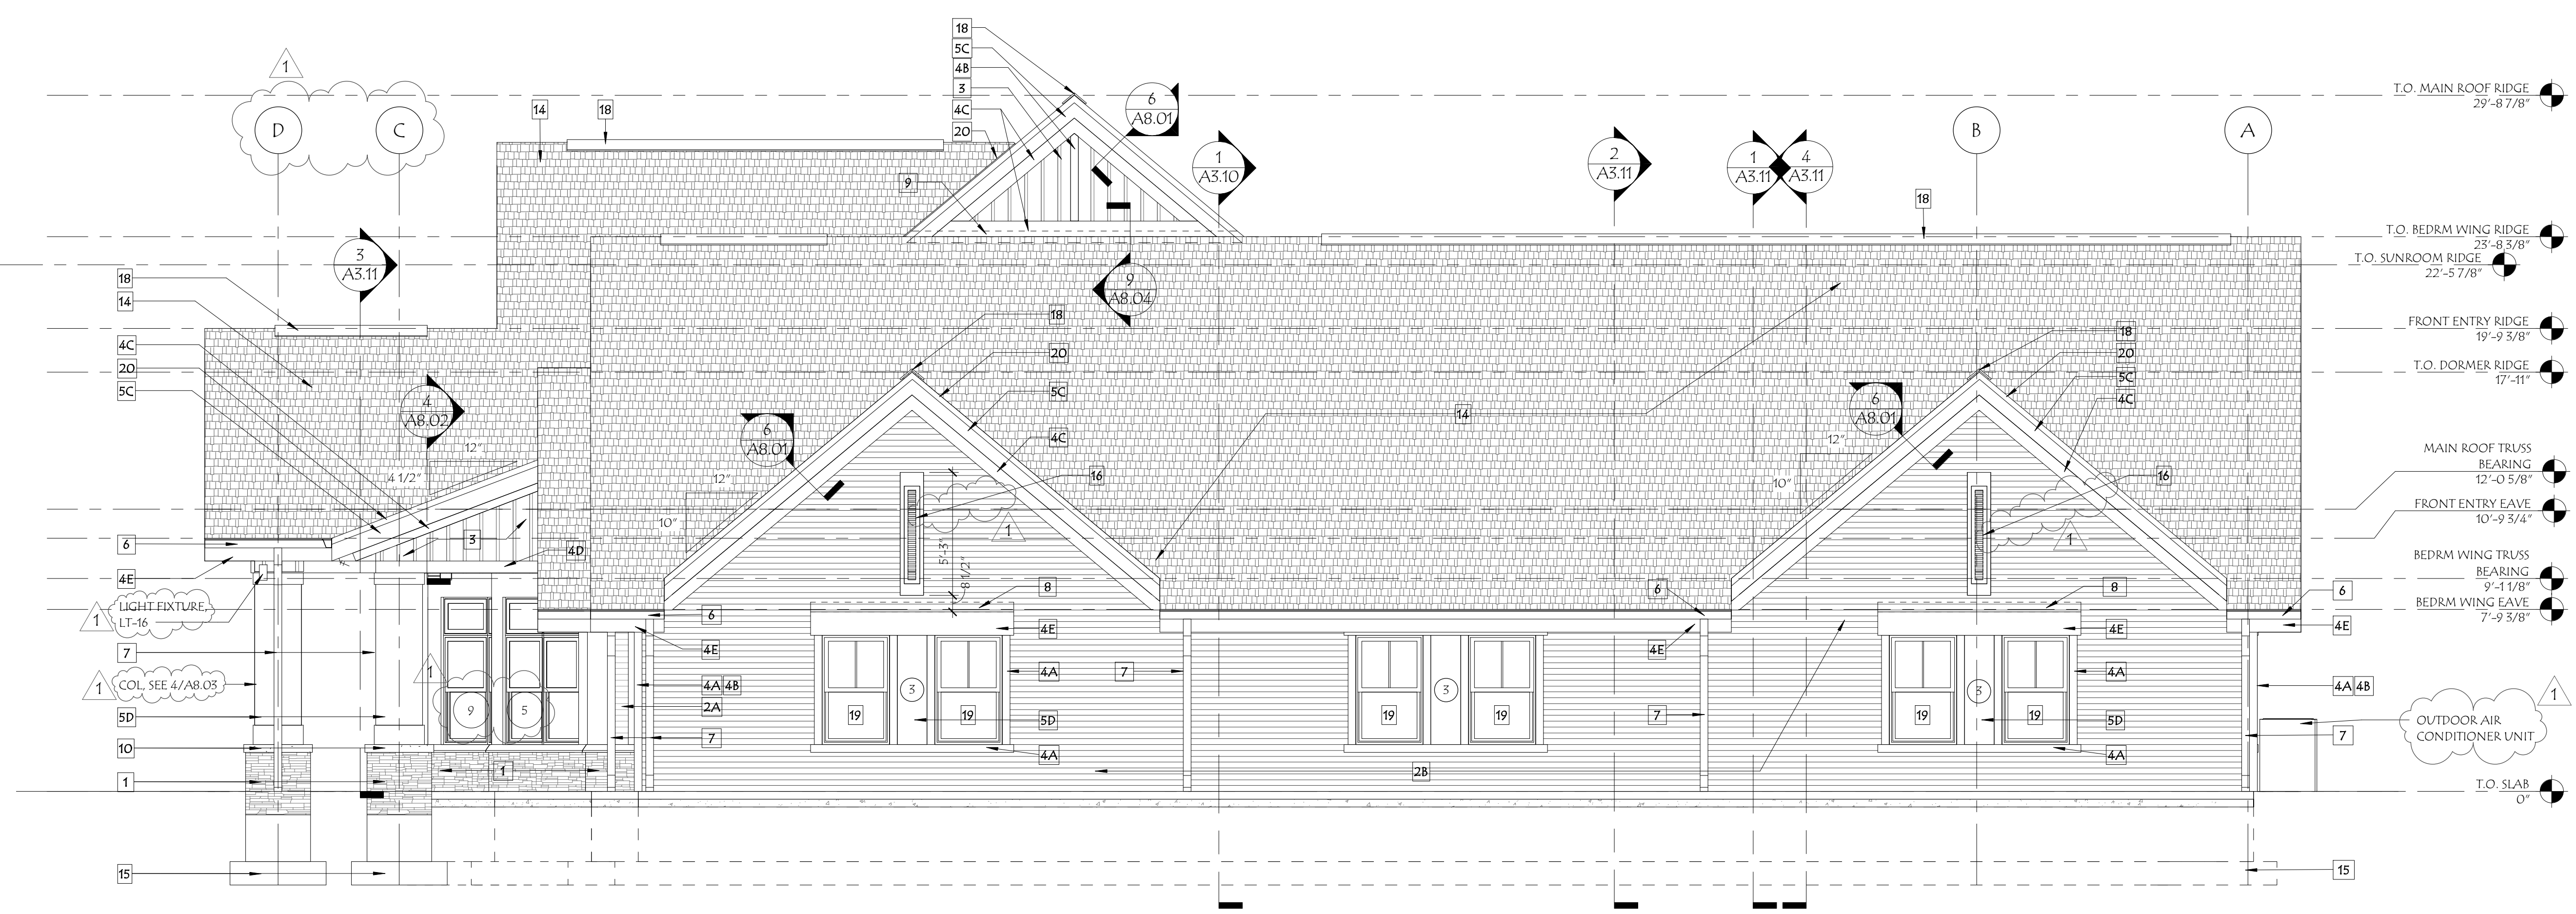 18
5C
4B
3
4C
20
1
D
C
14
18
9
6
A8.01
1
A3.10
2
A3.11
1
A3.11
4
A3.11
B
A
18
T.O. MAIN ROOF RIDGE
29'-8 7/8"
T.O. BEDRM WING RIDGE
23'-8 3/8"
T.O. SUNROOM RIDGE
22'-5 7/8"
FRONT ENTRY RIDGE
19'-9 3/8"
T.O. DORMER RIDGE
17'-11"
MAIN ROOF TRUSS
BEARING
12'-0 5/8"
FRONT ENTRY EAVE
10'-9 3/4"
BEDRM WING TRUSS
BEARING
9'-1 1/8"
BEDRM WING EAVE
7'-9 3/8"
T.O. SLAB
0"
3
A3.11
9
A8.04
18
14
4C
20
5C
4
A8.02
12"
4 1/2"
6
4E
3
4D
LIGHT FIXTURE,
LT-16
1
7
COL, SEE 4/A8.03
1
5D
10
1
15
1
9
5
1
6
A8.01
12"
10"
18
20
5C
4C
16
1
5'-3"
8 1/2"
8
6
4E
4E
4A 4B
2A
7
19
3
19
4A
5D
4A
7
14
19
3
19
2B
6
4E
7
6
A8.01
12"
10"
18
20
5C
4C
16
1
8
4E
4A
19
3
19
5D
4A
6
4E
4A 4B
1
OUTDOOR AIR
CONDITIONER UNIT
7
15